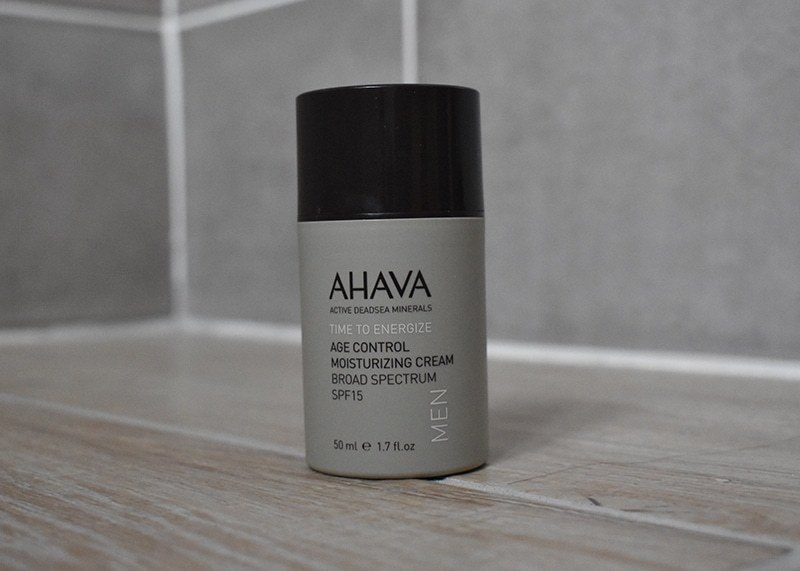 AHAVA
ACTIVE DEADSEA MINERALS
TIME TO ENERGIZE
AGE CONTROL
MOISTURIZING CREAM
BROAD SPECTRUM
SPF15
MEN
50 ml ℮ 1.7 fl.oz